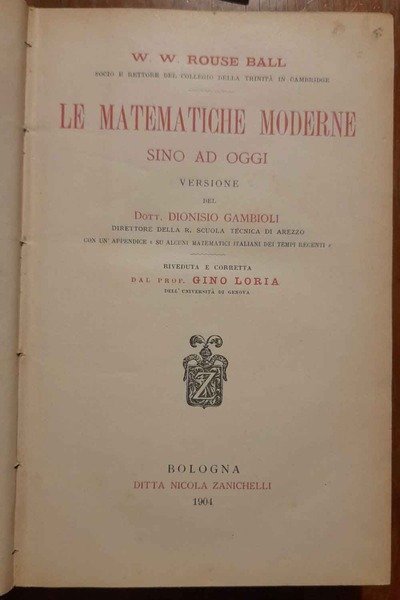 W. W. ROUSE BALL
SOCIO E RETTORE DEL COLLEGIO DELLA TRINITÀ IN CAMBRIDGE
LE MATEMATICHE MODERNE
SINO AD OGGI
VERSIONE
DEL
DOTT. DIONISIO GAMBIOLI
DIRETTORE DELLA R. SCUOLA TECNICA DI AREZZO
CON UN' APPENDICE « SU ALCUNI MATEMATICI ITALIANI DEI TEMPI RECENTI »
RIVEDUTA E CORRETTA
DAL PROF. GINO LORIA
DELL' UNIVERSITÀ DI GENOVA
BOLOGNA
DITTA NICOLA ZANICHELLI
1904